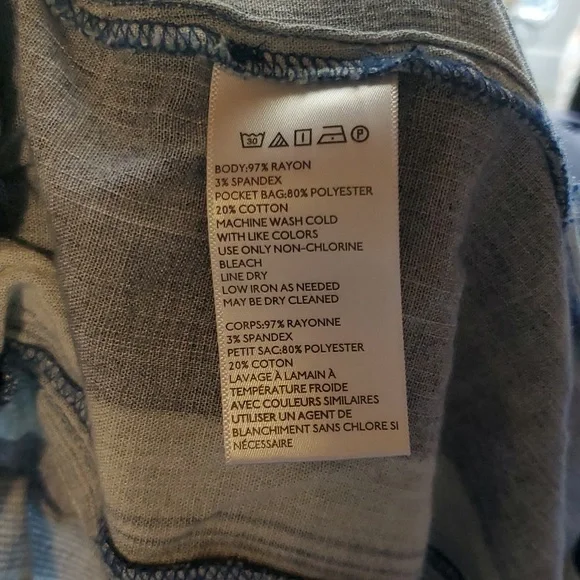 30 P
BODY:97% RAYON
3% SPANDEX
POCKET BAG:80% POLYESTER
20% COTTON
MACHINE WASH COLD
WITH LIKE COLORS
USE ONLY NON-CHLORINE
BLEACH
LINE DRY
LOW IRON AS NEEDED
MAY BE DRY CLEANED
CORPS:97% RAYONNE
3% SPANDEX
PETIT SAC:80% POLYESTER
20% COTON
LAVAGE À LAMAIN À
TEMPÉRATURE FROIDE
AVEC COULEURS SIMILAIRES
UTILISER UN AGENT DE
BLANCHIMENT SANS CHLORE SI
NÉCESSAIRE